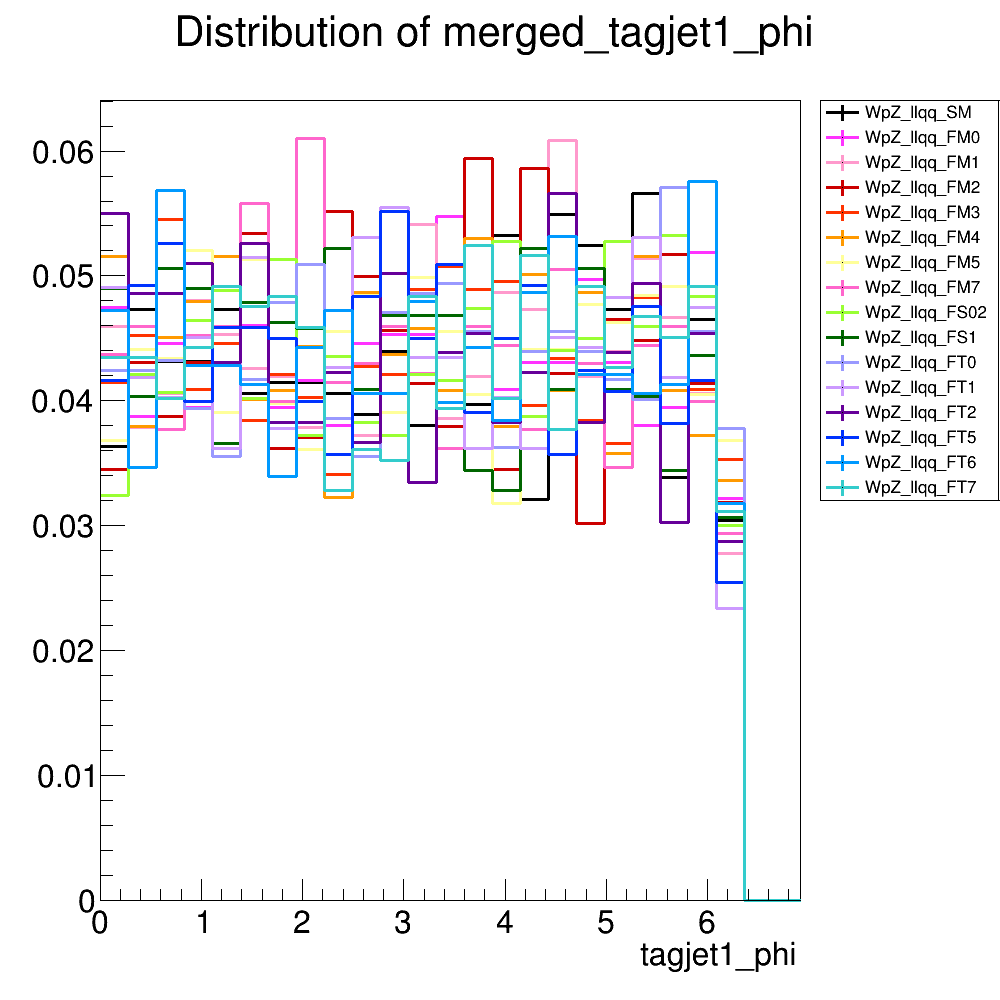 Distribution of merged_tagjet1_phi
0.06
0.05
0.04
0.03
0.02
0.01
0
0 1 2 3 4 5 6
tagjet1_phi
WpZ_llqq_SM
WpZ_llqq_FM0
WpZ_llqq_FM1
WpZ_llqq_FM2
WpZ_llqq_FM3
WpZ_llqq_FM4
WpZ_llqq_FM5
WpZ_llqq_FM7
WpZ_llqq_FS02
WpZ_llqq_FS1
WpZ_llqq_FT0
WpZ_llqq_FT1
WpZ_llqq_FT2
WpZ_llqq_FT5
WpZ_llqq_FT6
WpZ_llqq_FT7